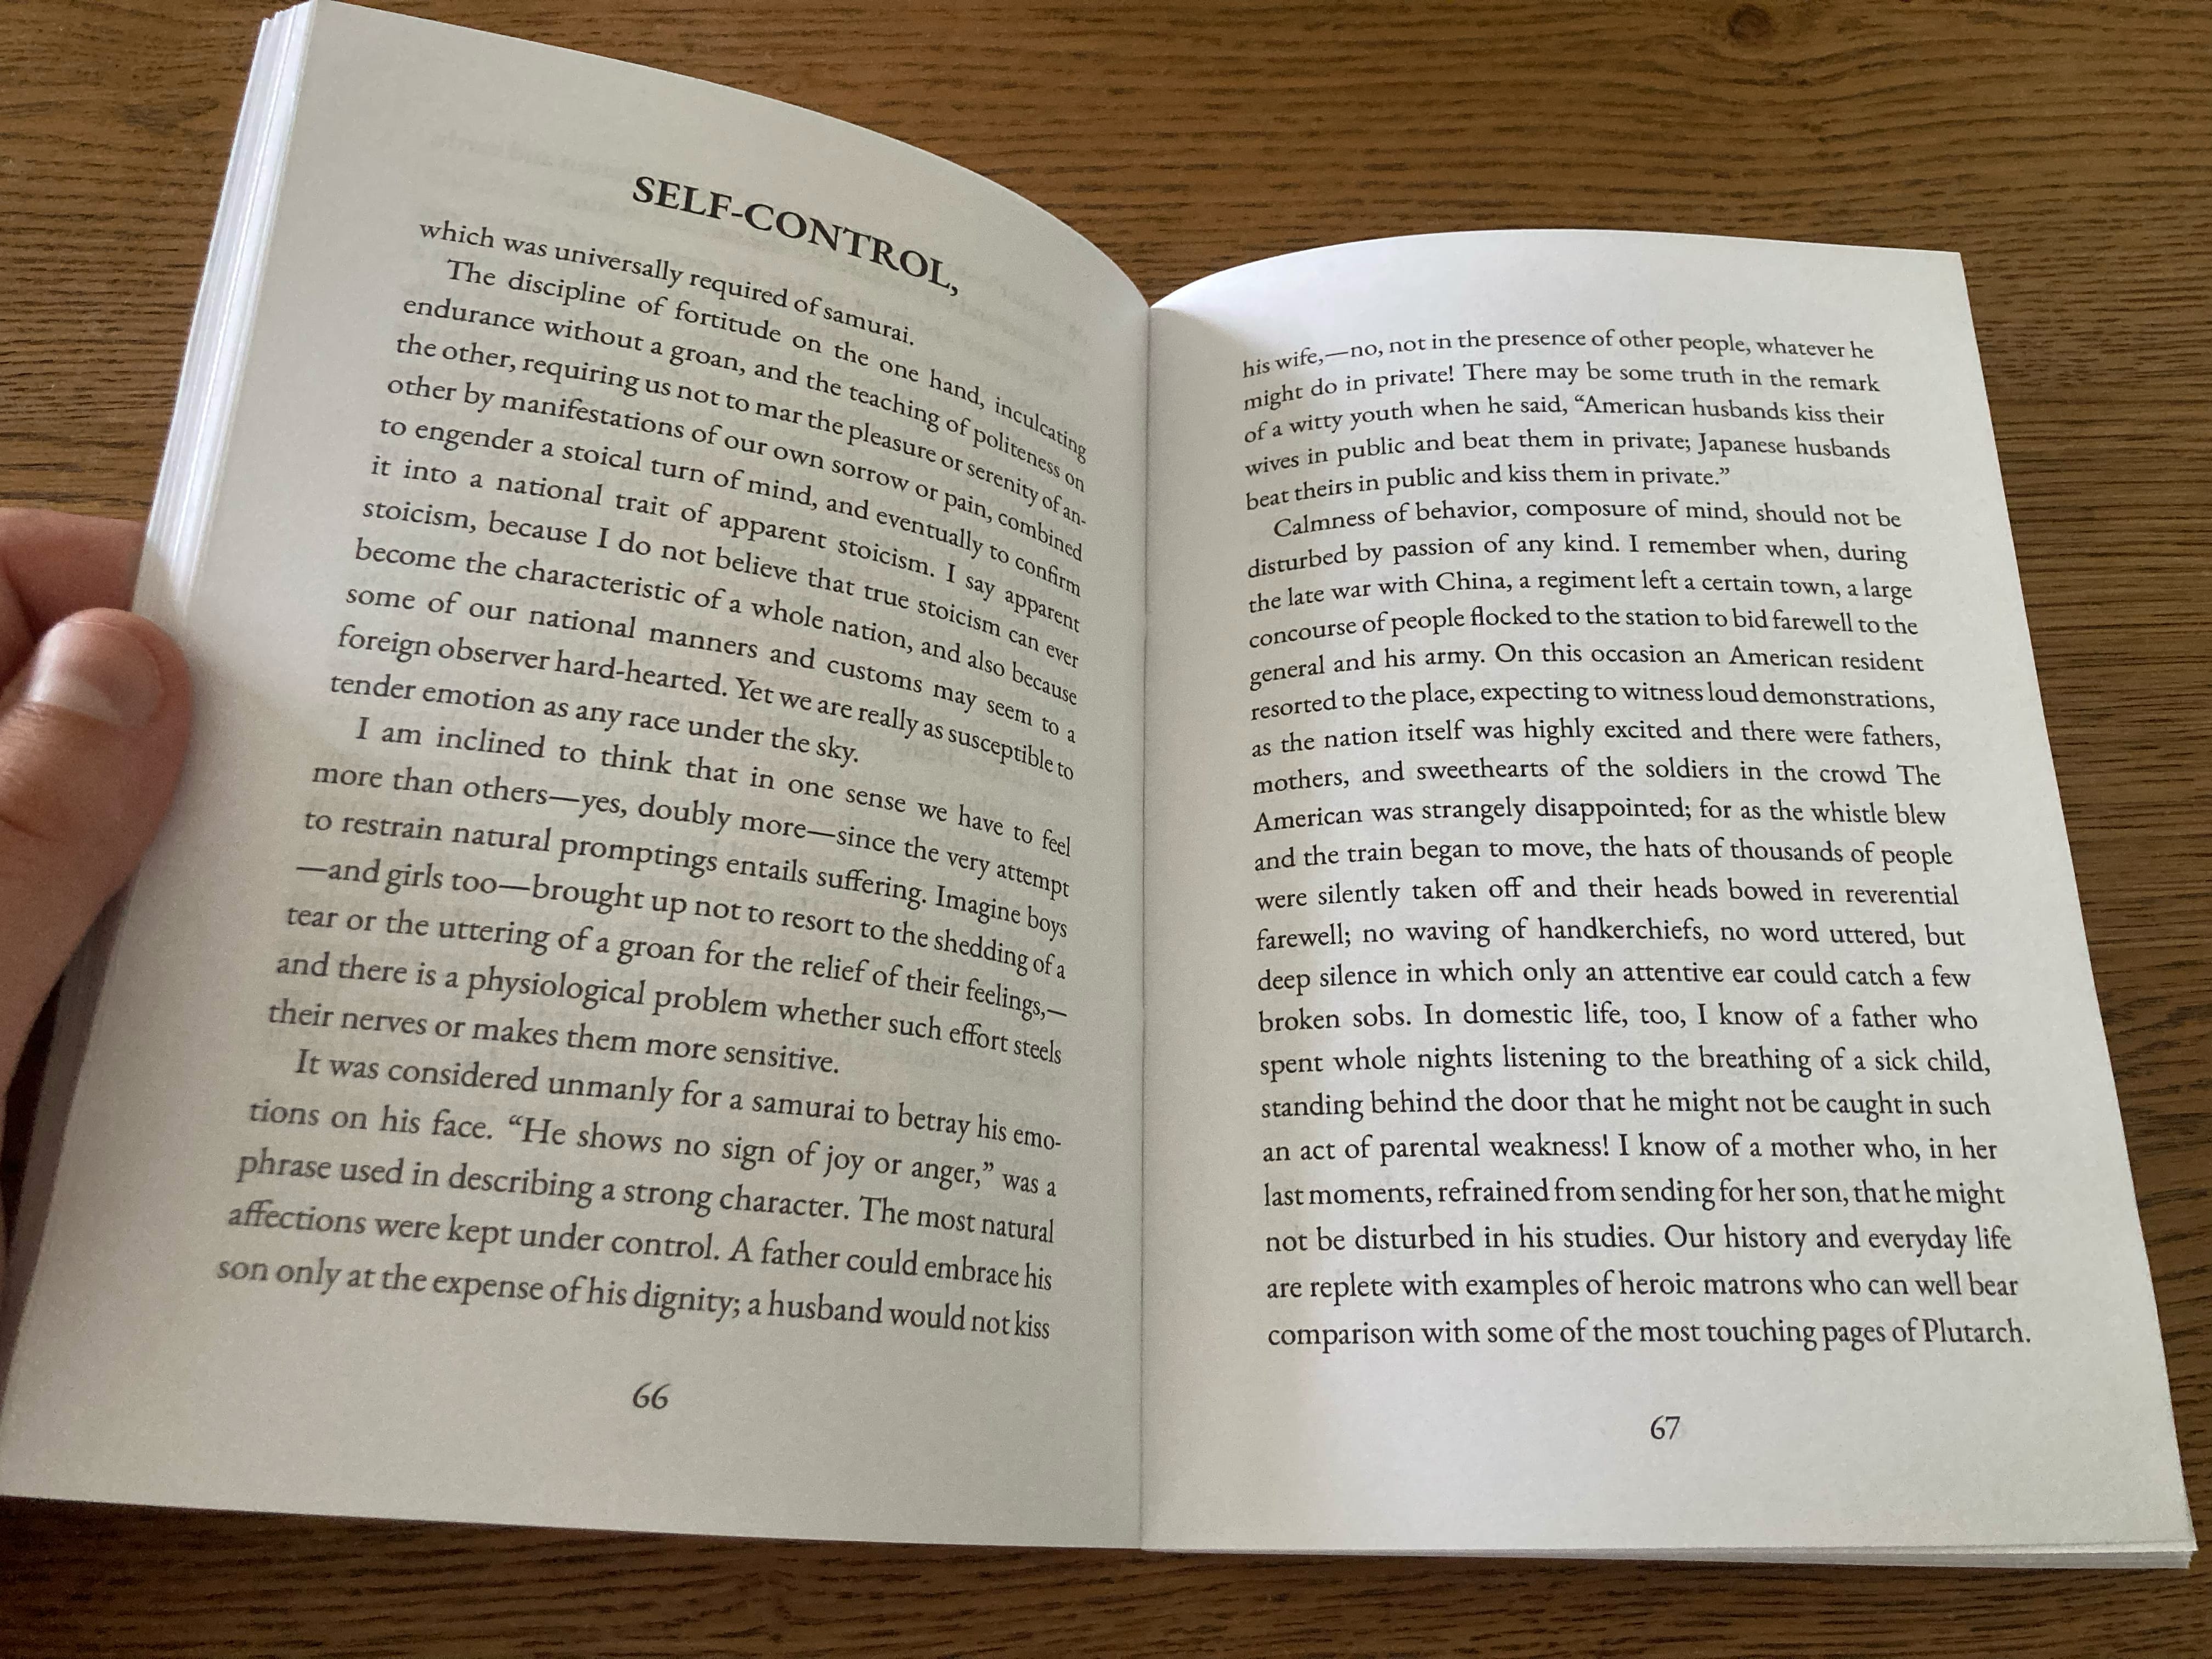 SELF-CONTROL,
which was universally required of samurai.
The discipline of fortitude on the one hand, inculcating
endurance without a groan, and the teaching of politeness on
the other, requiring us not to mar the pleasure or serenity of an-
other by manifestations of our own sorrow or pain, combined
to engender a stoical turn of mind, and eventually to confirm
it into a national trait of apparent stoicism. I say apparent
stoicism, because I do not believe that true stoicism can ever
become the characteristic of a whole nation, and also because
some of our national manners and customs may seem to a
foreign observer hard-hearted. Yet we are really as susceptible to
tender emotion as any race under the sky.
I am inclined to think that in one sense we have to feel
more than others—yes, doubly more—since the very attempt
to restrain natural promptings entails suffering. Imagine boys
—and girls too—brought up not to resort to the shedding of a
tear or the uttering of a groan for the relief of their feelings,—
and there is a physiological problem whether such effort steels
their nerves or makes them more sensitive.
It was considered unmanly for a samurai to betray his emo-
tions on his face. “He shows no sign of joy or anger,” was a
phrase used in describing a strong character. The most natural
affections were kept under control. A father could embrace his
son only at the expense of his dignity; a husband would not kiss
66
his wife,—no, not in the presence of other people, whatever he
might do in private! There may be some truth in the remark
of a witty youth when he said, “American husbands kiss their
wives in public and beat them in private; Japanese husbands
beat theirs in public and kiss them in private.”
Calmness of behavior, composure of mind, should not be
disturbed by passion of any kind. I remember when, during
the late war with China, a regiment left a certain town, a large
concourse of people flocked to the station to bid farewell to the
general and his army. On this occasion an American resident
resorted to the place, expecting to witness loud demonstrations,
as the nation itself was highly excited and there were fathers,
mothers, and sweethearts of the soldiers in the crowd The
American was strangely disappointed; for as the whistle blew
and the train began to move, the hats of thousands of people
were silently taken off and their heads bowed in reverential
farewell; no waving of handkerchiefs, no word uttered, but
deep silence in which only an attentive ear could catch a few
broken sobs. In domestic life, too, I know of a father who
spent whole nights listening to the breathing of a sick child,
standing behind the door that he might not be caught in such
an act of parental weakness! I know of a mother who, in her
last moments, refrained from sending for her son, that he might
not be disturbed in his studies. Our history and everyday life
are replete with examples of heroic matrons who can well bear
comparison with some of the most touching pages of Plutarch.
67